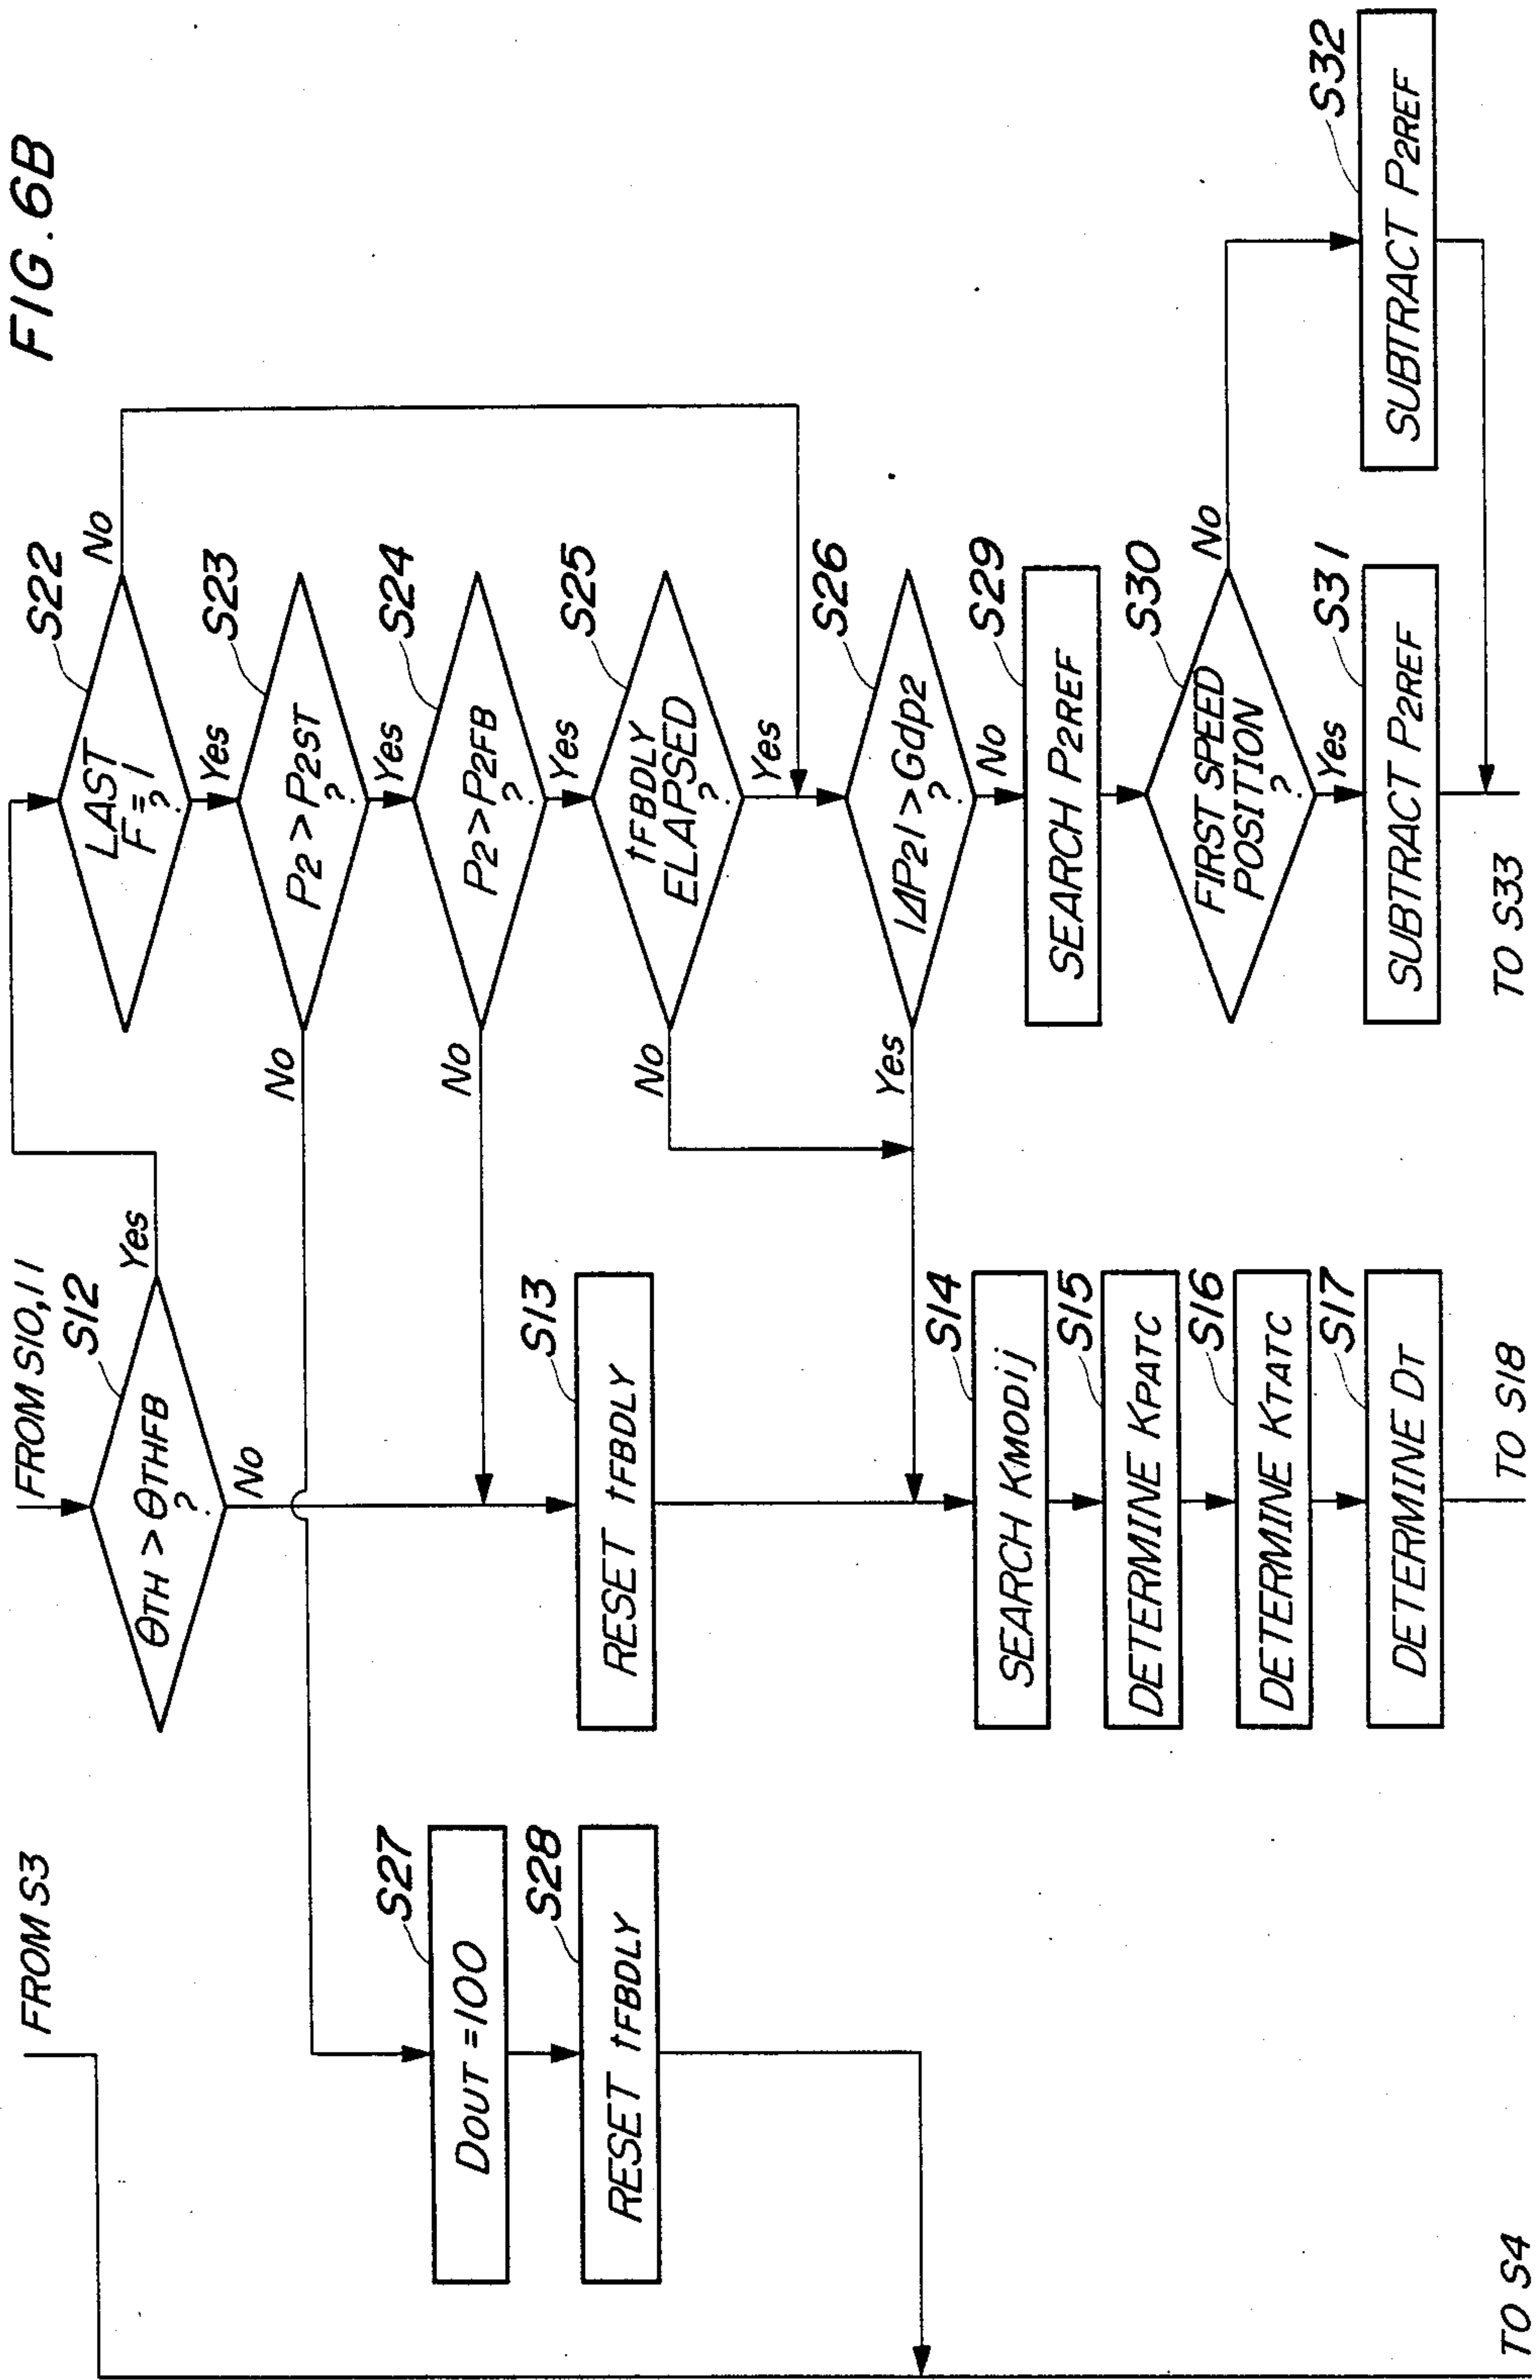 FIG. 6B
FROM S3
FROM S10, 11
S12
θTH > θTHFB
?
Yes
No
S22
LAST
F=1
?
No
Yes
S23
P2 > P2ST
?
No
Yes
S24
P2 > P2FB
?
No
Yes
S25
tFBDLY
ELAPSED
?
No
Yes
S26
|ΔP2| > Gdp2
?
Yes
No
S27
DOUT = 100
S28
RESET tFBDLY
S13
RESET tFBDLY
S14
SEARCH KMODij
S15
DETERMINE KPATC
S16
DETERMINE KTATC
S17
DETERMINE DT
S29
SEARCH P2REF
S30
FIRST SPEED
POSITION
?
No
Yes
S31
SUBTRACT P2REF
S32
SUBTRACT P2REF
TO S4
TO S18
TO S33